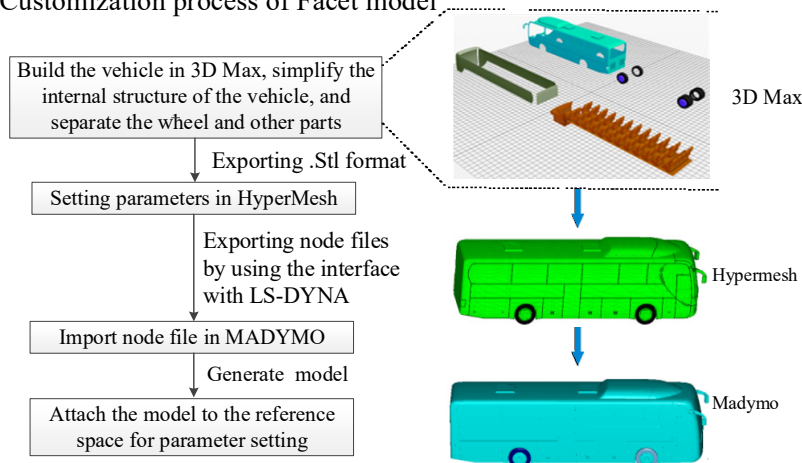 Customization process of Facet model
Build the vehicle in 3D Max, simplify the
internal structure of the vehicle, and
separate the wheel and other parts
3D Max
Exporting .Stl format
Setting parameters in HyperMesh
Exporting node files
by using the interface
with LS-DYNA
Hypermesh
Import node file in MADYMO
Generate model
Madymo
Attach the model to the reference
space for parameter setting